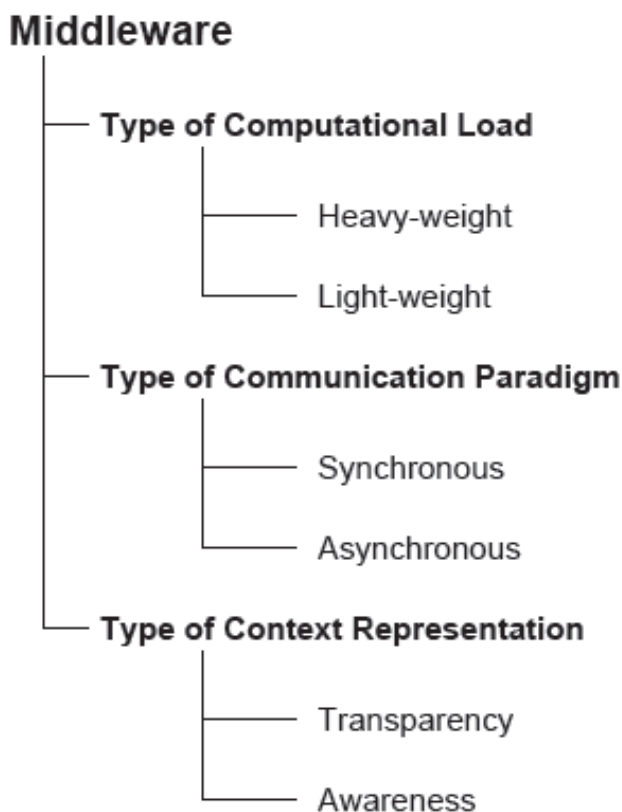 Middleware
Type of Computational Load
Heavy-weight
Light-weight
Type of Communication Paradigm
Synchronous
Asynchronous
Type of Context Representation
Transparency
Awareness